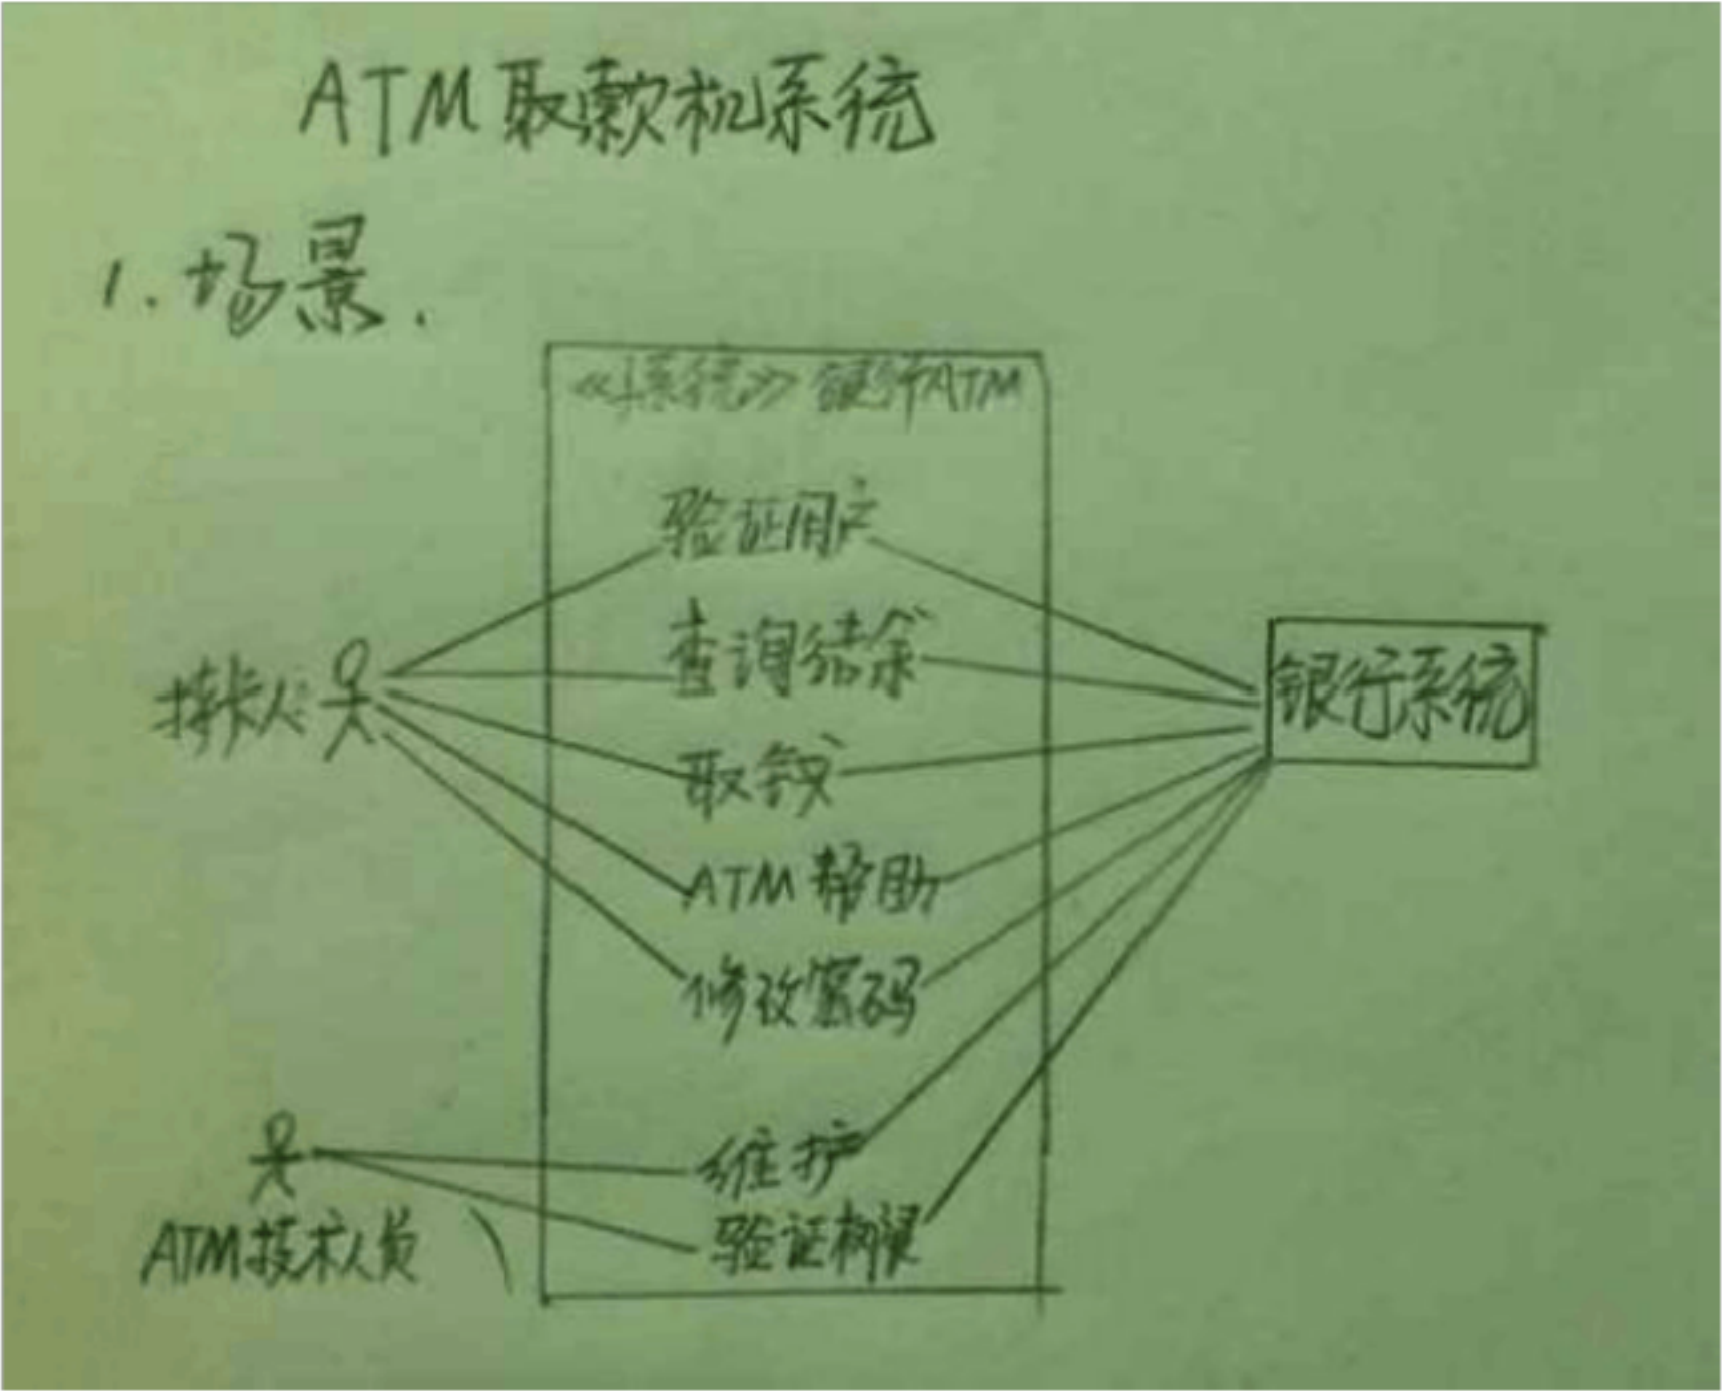 ATM取款机系统
1. 场景.
《子系统》银行ATM
验证用户
查询结余
持卡人
银行系统
取钱
ATM帮助
修改密码
维护
ATM技术人员
验证权限